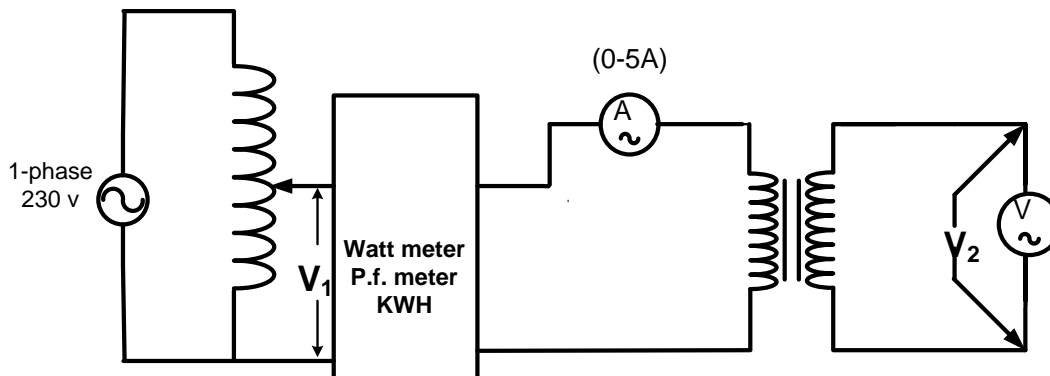 (0-5A)
A
1-phase
230 v
V
V1
Watt meter
P.f. meter
KWH
V2